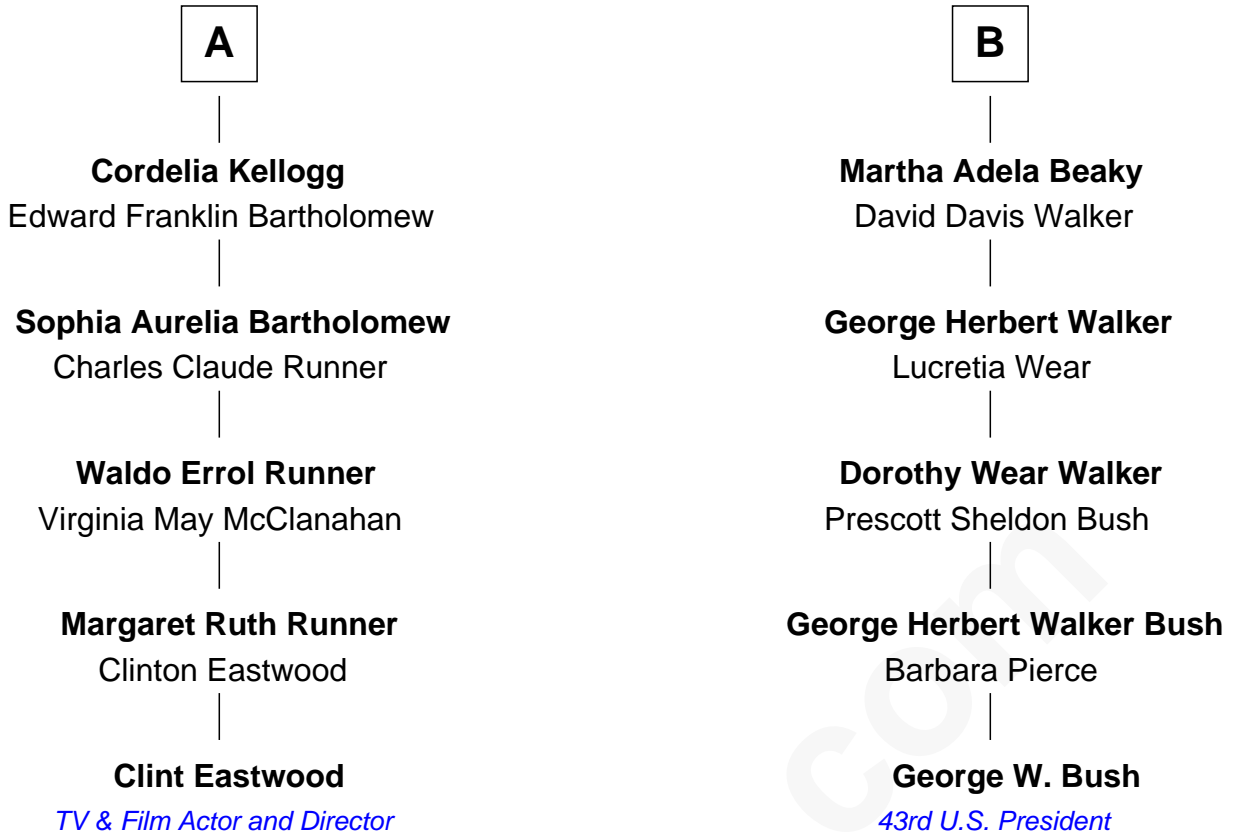 A
Cordelia Kellogg
Edward Franklin Bartholomew
Sophia Aurelia Bartholomew
Charles Claude Runner
Waldo Errol Runner
Virginia May McClanahan
Margaret Ruth Runner
Clinton Eastwood
Clint Eastwood
TV & Film Actor and Director
B
Martha Adela Beaky
David Davis Walker
George Herbert Walker
Lucretia Wear
Dorothy Wear Walker
Prescott Sheldon Bush
George Herbert Walker Bush
Barbara Pierce
George W. Bush
43rd U.S. President
com